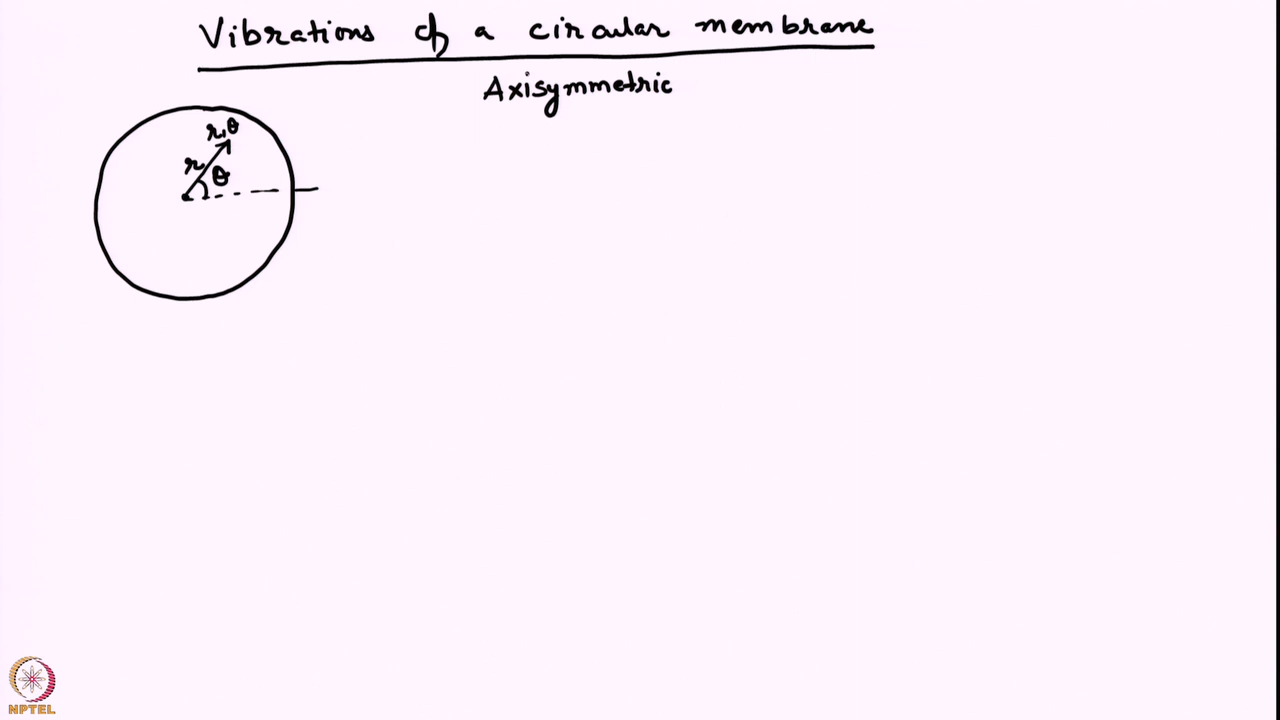 Vibrations of a circular membrane
Axisymmetric
r,θ
r
θ
NPTEL